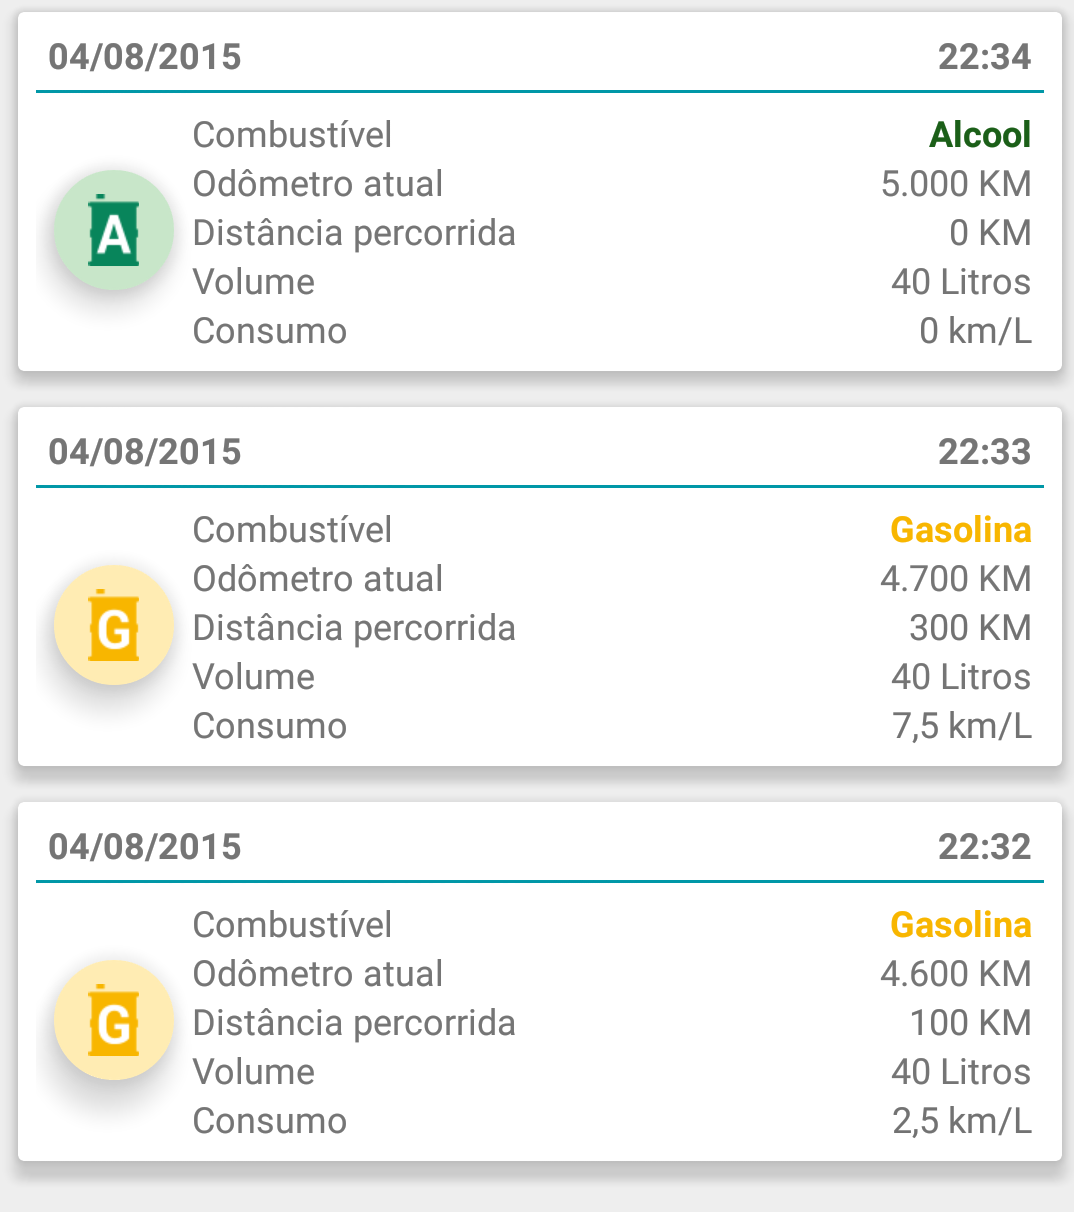 04/08/2015 22:34
Combustível Alcool
Odômetro atual 5.000 KM
A
Distância percorrida 0 KM
Volume 40 Litros
Consumo 0 km/L
04/08/2015 22:33
Combustível Gasolina
Odômetro atual 4.700 KM
G
Distância percorrida 300 KM
Volume 40 Litros
Consumo 7,5 km/L
04/08/2015 22:32
Combustível Gasolina
Odômetro atual 4.600 KM
G
Distância percorrida 100 KM
Volume 40 Litros
Consumo 2,5 km/L